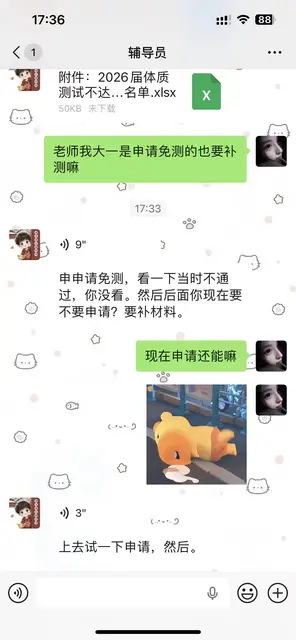 17:36
88
1
辅导员
附件：2026届体质
测试不达...名单.xlsx
50KB 未下载
X
老师我大一是申请免测的也要补
测嘛
17:33
9"
申申请免测，看一下当时不通
过，你没看。然后后面你现在要
不要申请？要补材料。
现在申请还能嘛
3"
上去试一下申请，然后。